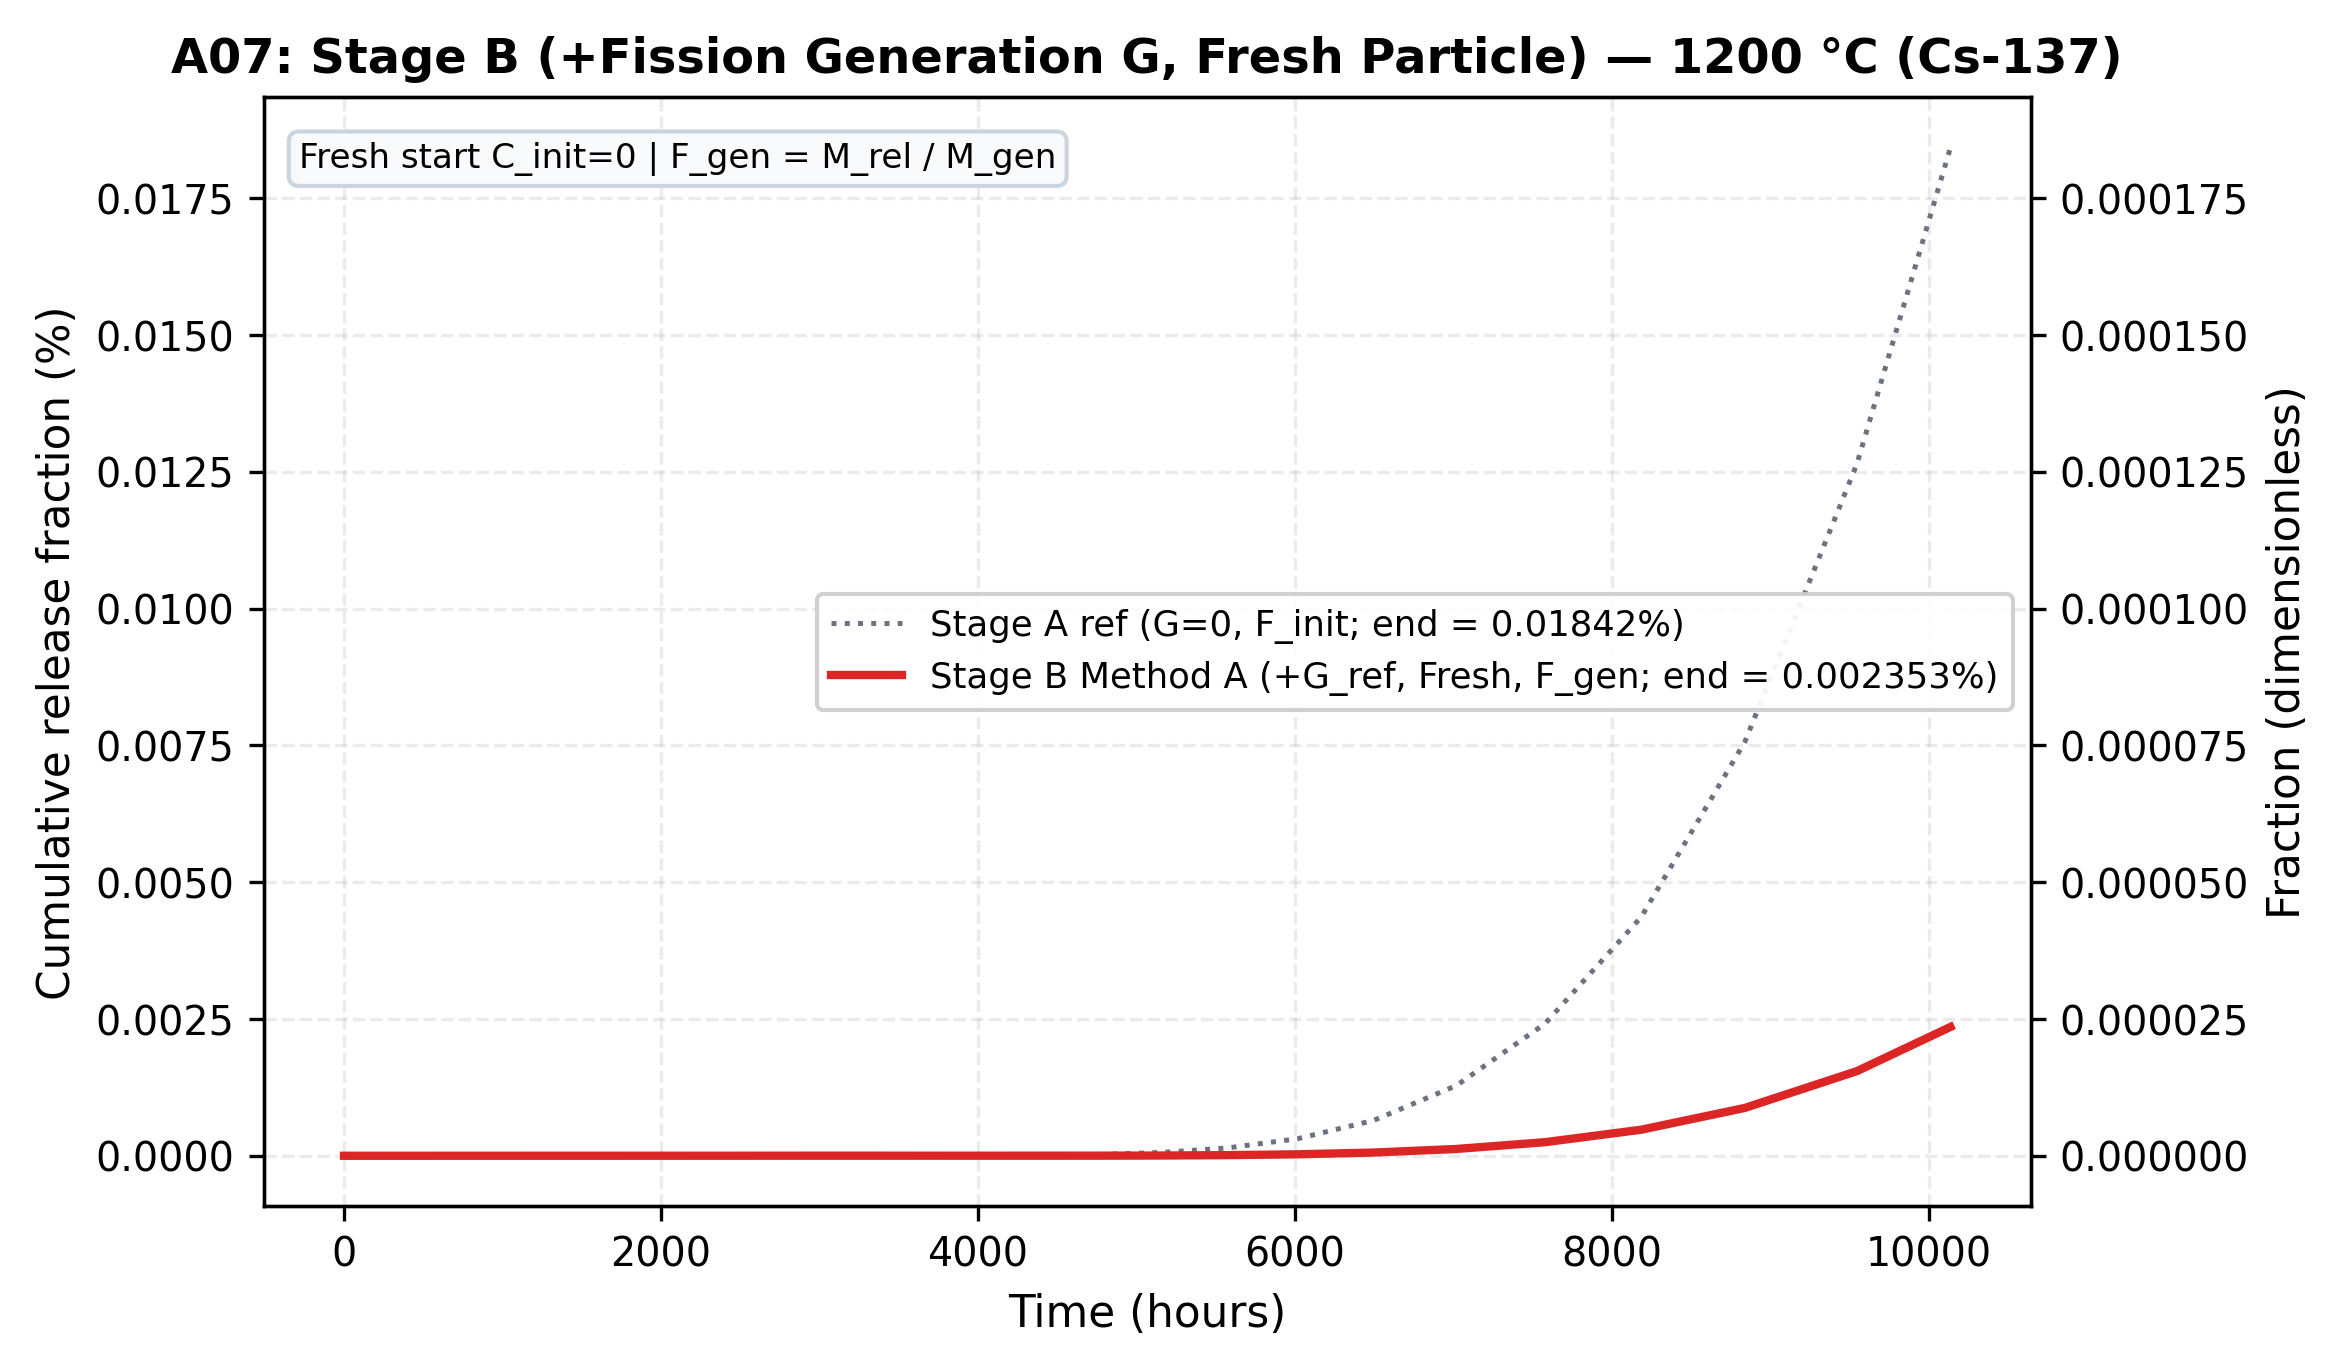 A07: Stage B (+Fission Generation G, Fresh Particle) — 1200 °C (Cs-137)
Fresh start C_init=0 | F_gen = M_rel / M_gen
Cumulative release fraction (%)
0.0175
0.0150
0.0125
0.0100
0.0075
0.0050
0.0025
0.0000
Stage A ref (G=0, F_init; end = 0.01842%)
Stage B Method A (+G_ref, Fresh, F_gen; end = 0.002353%)
0.000175
0.000150
0.000125
0.000100
0.000075
0.000050
0.000025
0.000000
Fraction (dimensionless)
0 2000 4000 6000 8000 10000
Time (hours)